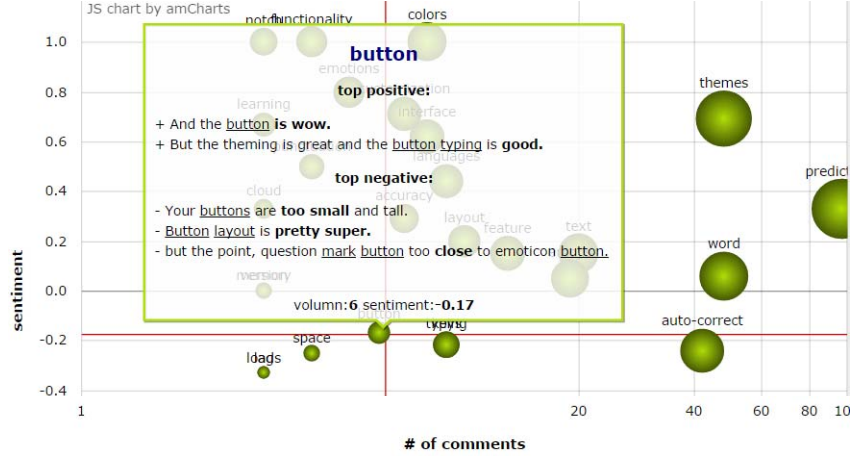 JS chart by amCharts
functionality
colors
button
emotions
top positive:
themes
learning
interface
+ And the button is wow.
+ But the theming is great and the button typing is good.
languages
top negative:
predict
cloud
accuracy
- Your buttons are too small and tall.
layout
feature
text
- Button layout is pretty super.
word
- but the point, question mark button too close to emoticon button.
volumn:6 sentiment:-0.17
button
auto-correct
typing
space
1.0
0.8
0.6
0.4
0.2
0.0
-0.2
-0.4
sentiment
1
20
40
60
80
10
# of comments